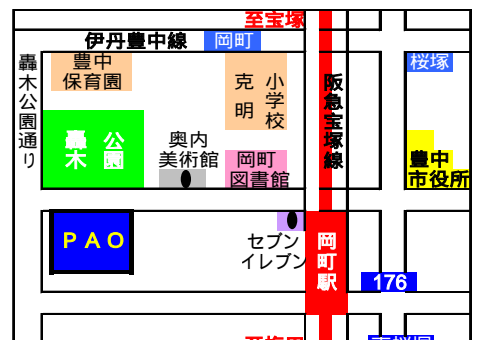 至宝塚
伊丹豊中線 岡町
轟木公園通り
豊中
保育園
克明
小学校
阪急宝塚線
桜塚
轟木
公園
奥内
美術館
岡町
図書館
豊中
市役所
PAO
セブン
イレブン
岡町駅
176